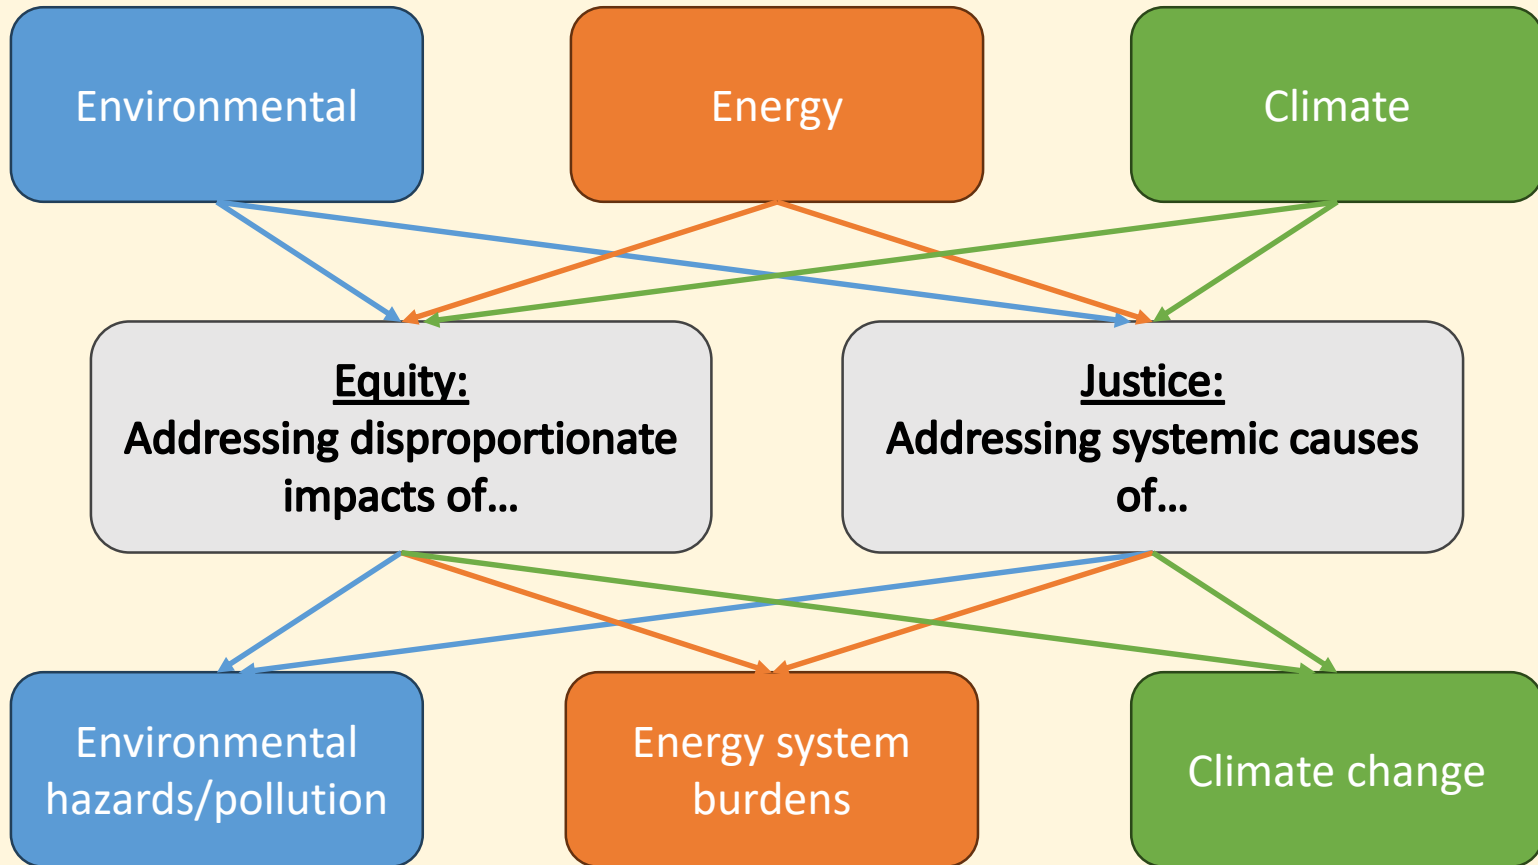 Environmental
Energy
Climate
Equity:
Addressing disproportionate
impacts of...
Justice:
Addressing systemic causes
of...
Environmental
hazards/pollution
Energy system
burdens
Climate change